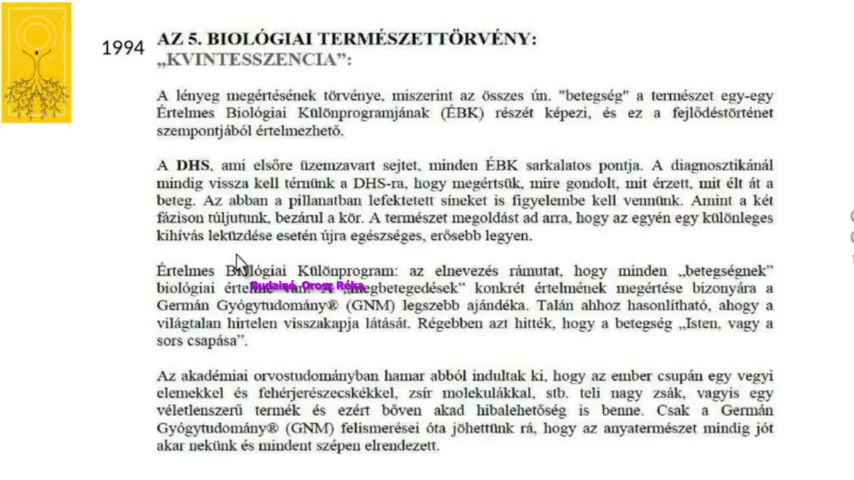 1994
AZ 5. BIOLÓGIAI TERMÉSZETTÖRVÉNY:
„KVINTESSZENCIA”:
A lényeg megértésének törvénye, miszerint az összes ún. "betegség" a természet egy-egy
Értelmes Biológiai Különprogramjának (ÉBK) részét képezi, és ez a fejlődéstörténet
szempontjából értelmezhető.
A DHS, ami elsőre üzemzavart sejtet, minden ÉBK sarkalatos pontja. A diagnosztikánál
mindig vissza kell térnünk a DHS-ra, hogy megértsük, mire gondolt, mit érzett, mit élt át a
beteg. Az abban a pillanatban lefektetett síneket is figyelembe kell vennünk. Amint a két
fázison túljutunk, bezárul a kör. A természet megoldást ad arra, hogy az egyén egy különleges
kihívás leküzdése esetén újra egészséges, erősebb legyen.
Értelmes Biológiai Különprogram: az elnevezés rámutat, hogy minden „betegségnek”
biológiai értelme van. A „megbetegedések” konkrét értelmének megértése bizonyára a
Budainé Orosz Réka
Germán Gyógytudomány® (GNM) legszebb ajándéka. Talán ahhoz hasonlítható, ahogy a
világtalan hirtelen visszakapja látását. Régebben azt hitték, hogy a betegség „Isten, vagy a
sors csapása”.
Az akadémiai orvostudományban hamar abból indultak ki, hogy az ember csupán egy vegyi
elemekkel és fehérjerészecskékkel, zsír molekulákkal, stb. teli nagy zsák, vagyis egy
véletlenszerű termék és ezért bőven akad hibalehetőség is benne. Csak a Germán
Gyógytudomány® (GNM) felismerései óta jöhettünk rá, hogy az anyatermészet mindig jót
akar nekünk és mindent szépen elrendezett.